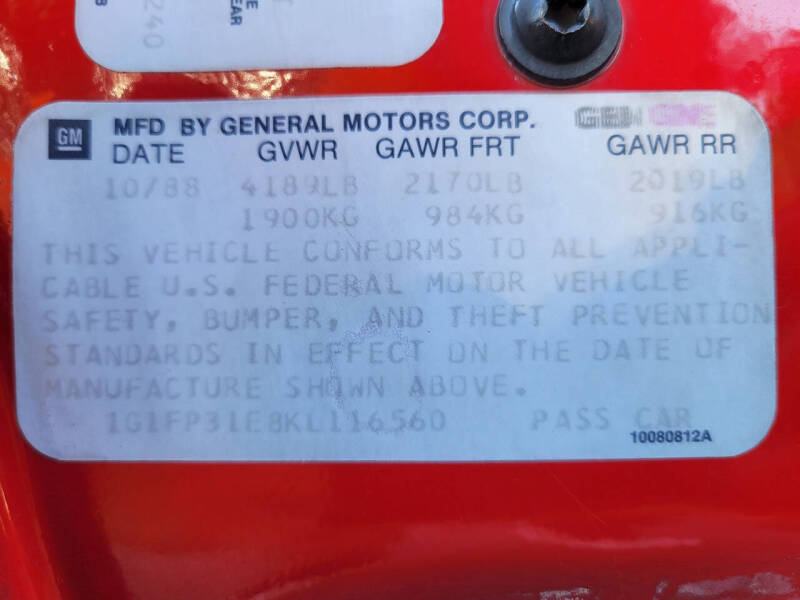 240
EAR
GM MFD BY GENERAL MOTORS CORP.
DATE GVWR GAWR FRT GAWR RR
10/88 4189LB 2170LB 2019LB
1900KG 984KG 916KG
THIS VEHICLE CONFORMS TO ALL APPLI-
CABLE U.S. FEDERAL MOTOR VEHICLE
SAFETY, BUMPER, AND THEFT PREVENTION
STANDARDS IN EFFECT ON THE DATE OF
MANUFACTURE SHOWN ABOVE.
1G1FP31E8KL116560 PASS CAR
10080812A